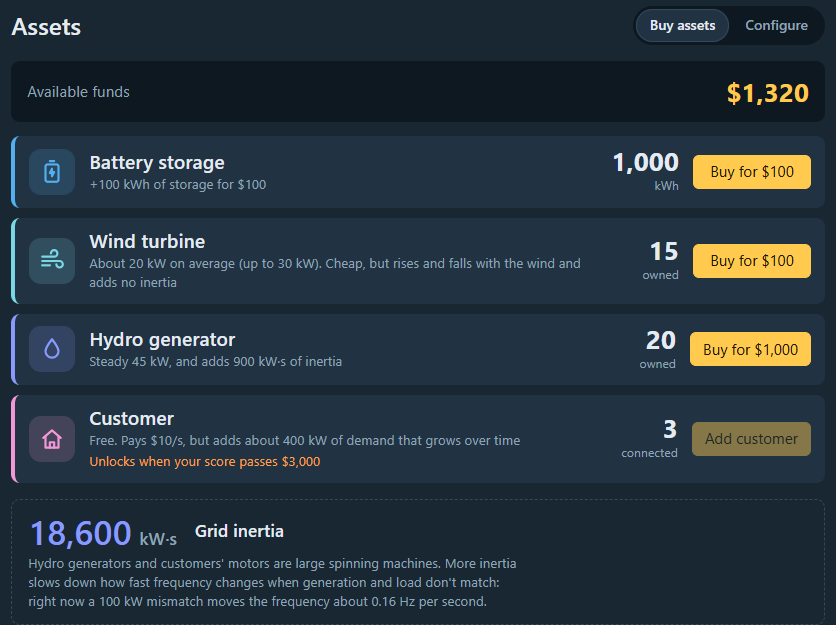 Assets
Buy assets
Configure
Available funds
$1,320
Battery storage
+100 kWh of storage for $100
1,000
kWh
Buy for $100
Wind turbine
About 20 kW on average (up to 30 kW). Cheap, but rises and falls with the wind and
adds no inertia
15
owned
Buy for $100
Hydro generator
Steady 45 kW, and adds 900 kW·s of inertia
20
owned
Buy for $1,000
Customer
Free. Pays $10/s, but adds about 400 kW of demand that grows over time
Unlocks when your score passes $3,000
3
connected
Add customer
18,600 kW·s
Grid inertia
Hydro generators and customers' motors are large spinning machines. More inertia
slows down how fast frequency changes when generation and load don't match:
right now a 100 kW mismatch moves the frequency about 0.16 Hz per second.